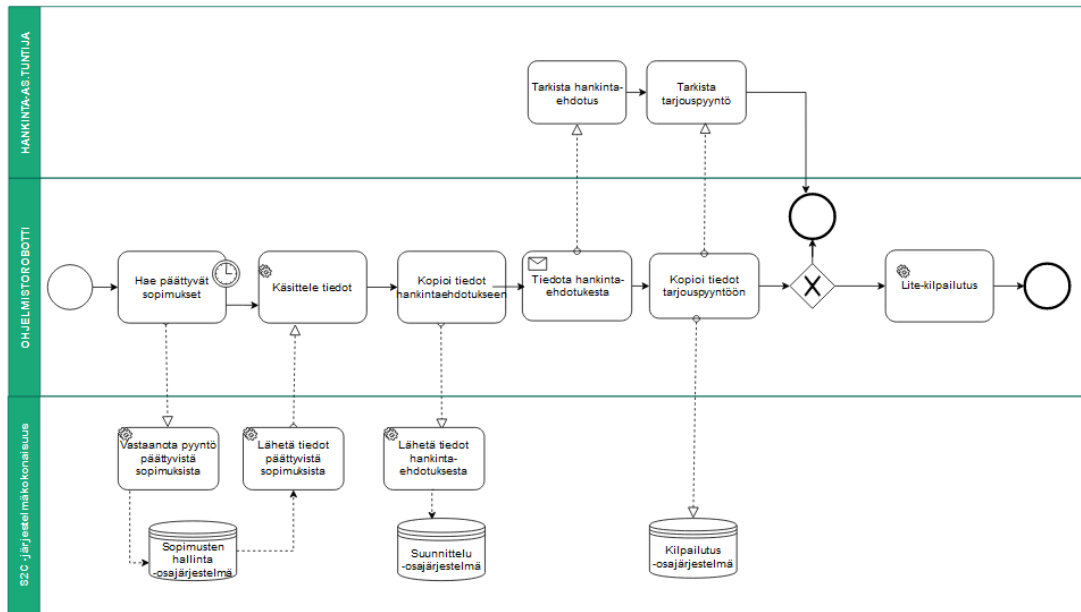 HANKINTA-AS.TUNTIJA
Tarkista hankinta-
ehdotus
Tarkista
tarjouspyyntö
OHJELMISTOROBOTTI
Hae päättyvät
sopimukset
Käsittele tiedot
Kopioi tiedot
hankintaehdotukseen
Tiedota hankinta-
ehdotuksesta
Kopioi tiedot
tarjouspyyntöön
Lite-kilpailutus
S2C -järjestelmäkokonaisuus
Vastaanota pyyntö
päättyvistä
sopimuksista
Lähetä tiedot
päättyvistä
sopimuksista
Lähetä tiedot
hankinta-
ehdotuksesta
Sopimusten
hallinta
-osajärjestelmä
Suunnittelu
-osajärjestelmä
Kilpailutus
-osajärjestelmä